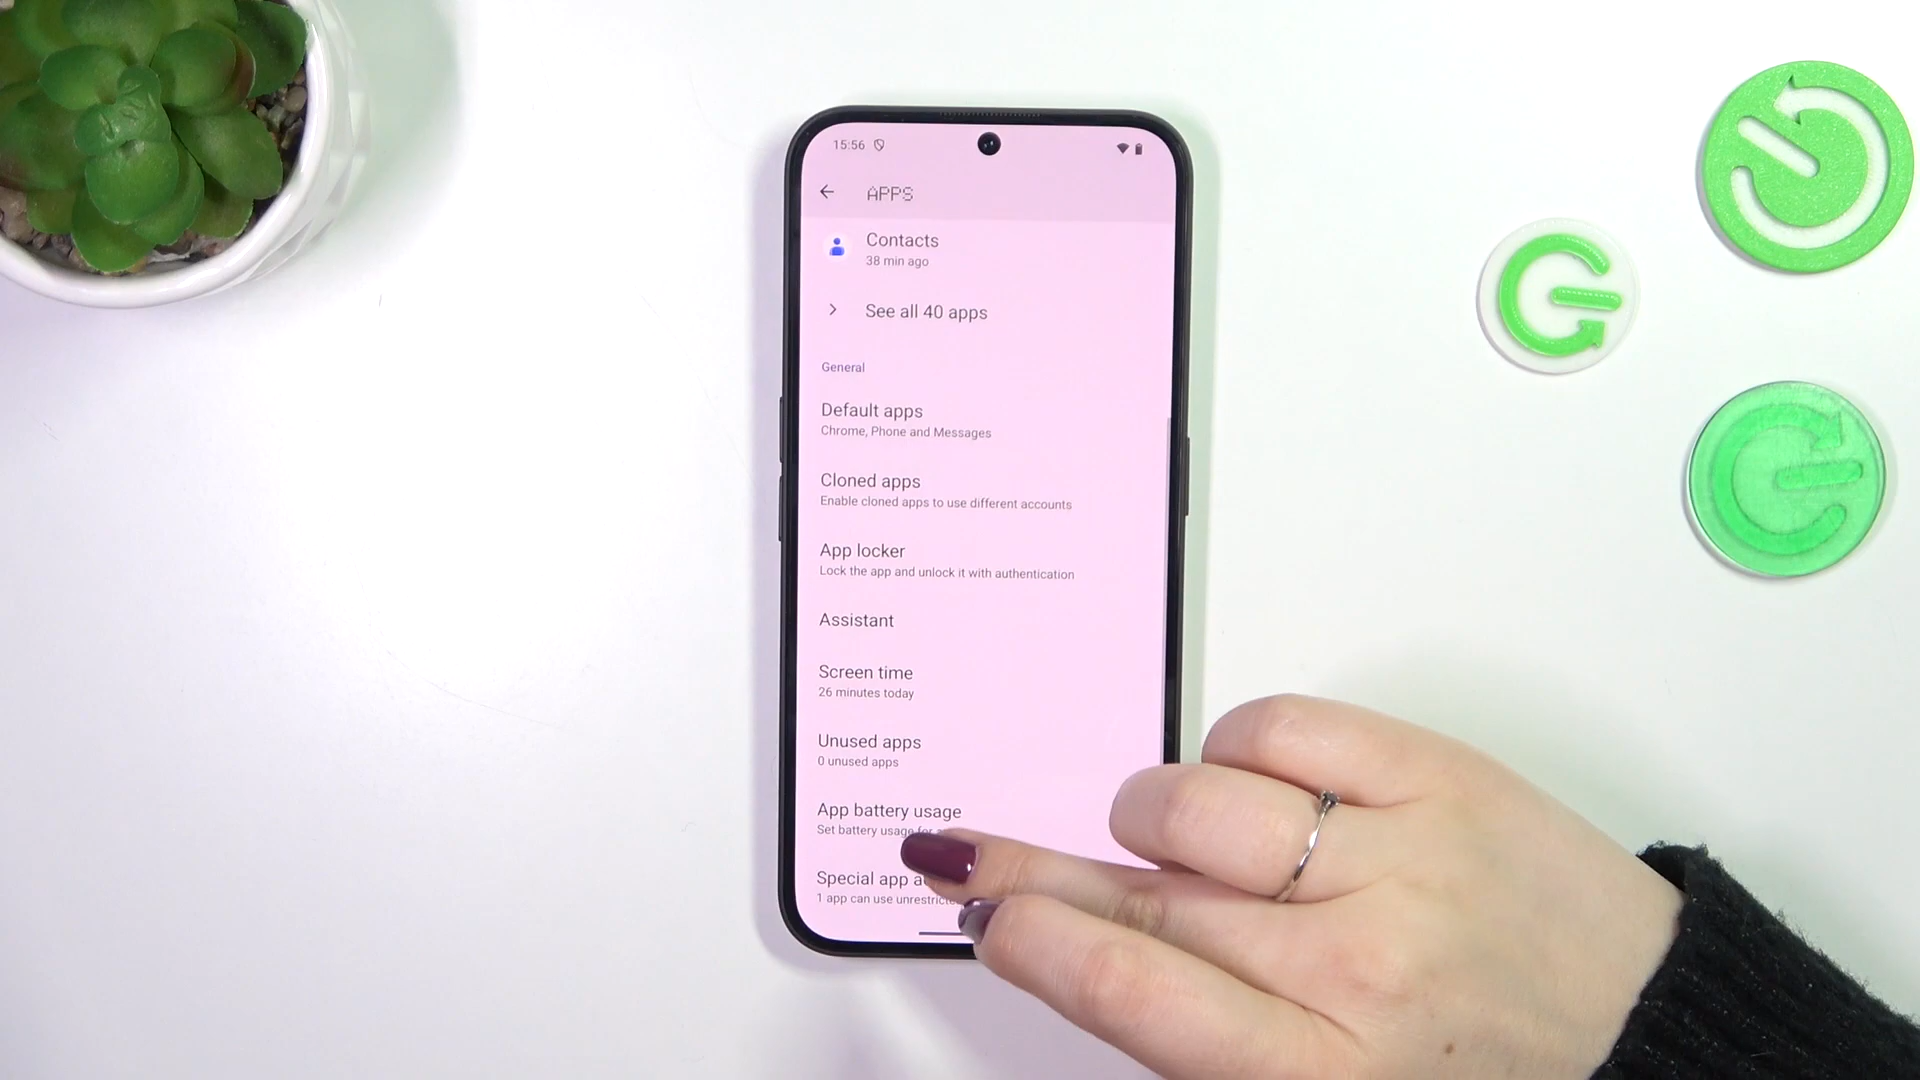 15:56
APPS
Contacts
38 min ago
See all 40 apps
General
Default apps
Chrome, Phone and Messages
Cloned apps
Enable cloned apps to use different accounts
App locker
Lock the app and unlock it with authentication
Assistant
Screen time
26 minutes today
Unused apps
0 unused apps
App battery usage
Set battery usage for
Special app
1 app can use